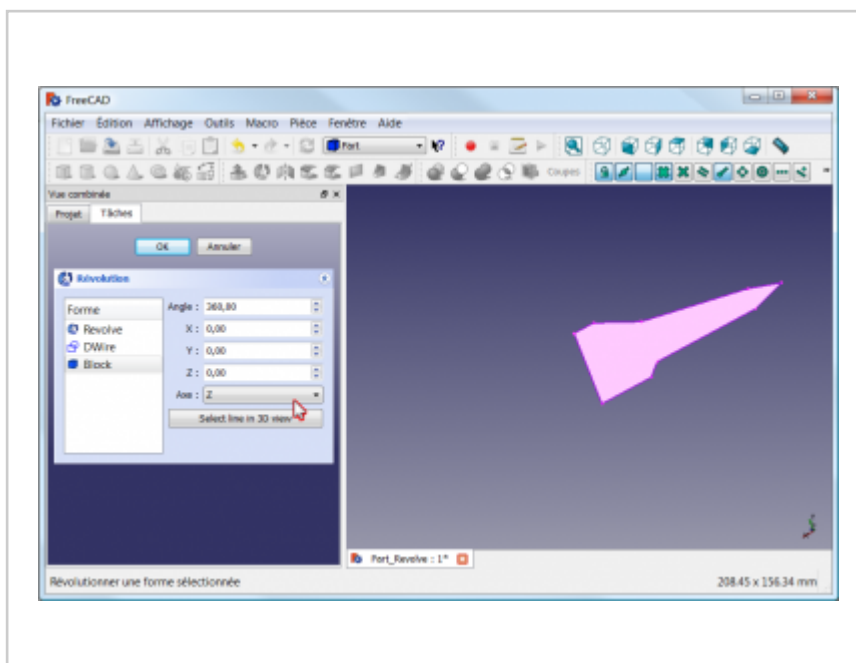 FreeCAD
Fichier Édition Affichage Outils Macro Pièce Fenêtre Aide
Part
Coupes
Vue combinée
Projet Tâches
OK Annuler
Révolution
Forme
Revolve
DWire
Block
Angle : 360,00
X : 0,00
Y : 0,00
Z : 0,00
Axe : Z
Select line in 3D view
Part_Revolve : 1*
Révolutionner une forme sélectionnée
208.45 x 156.34 mm